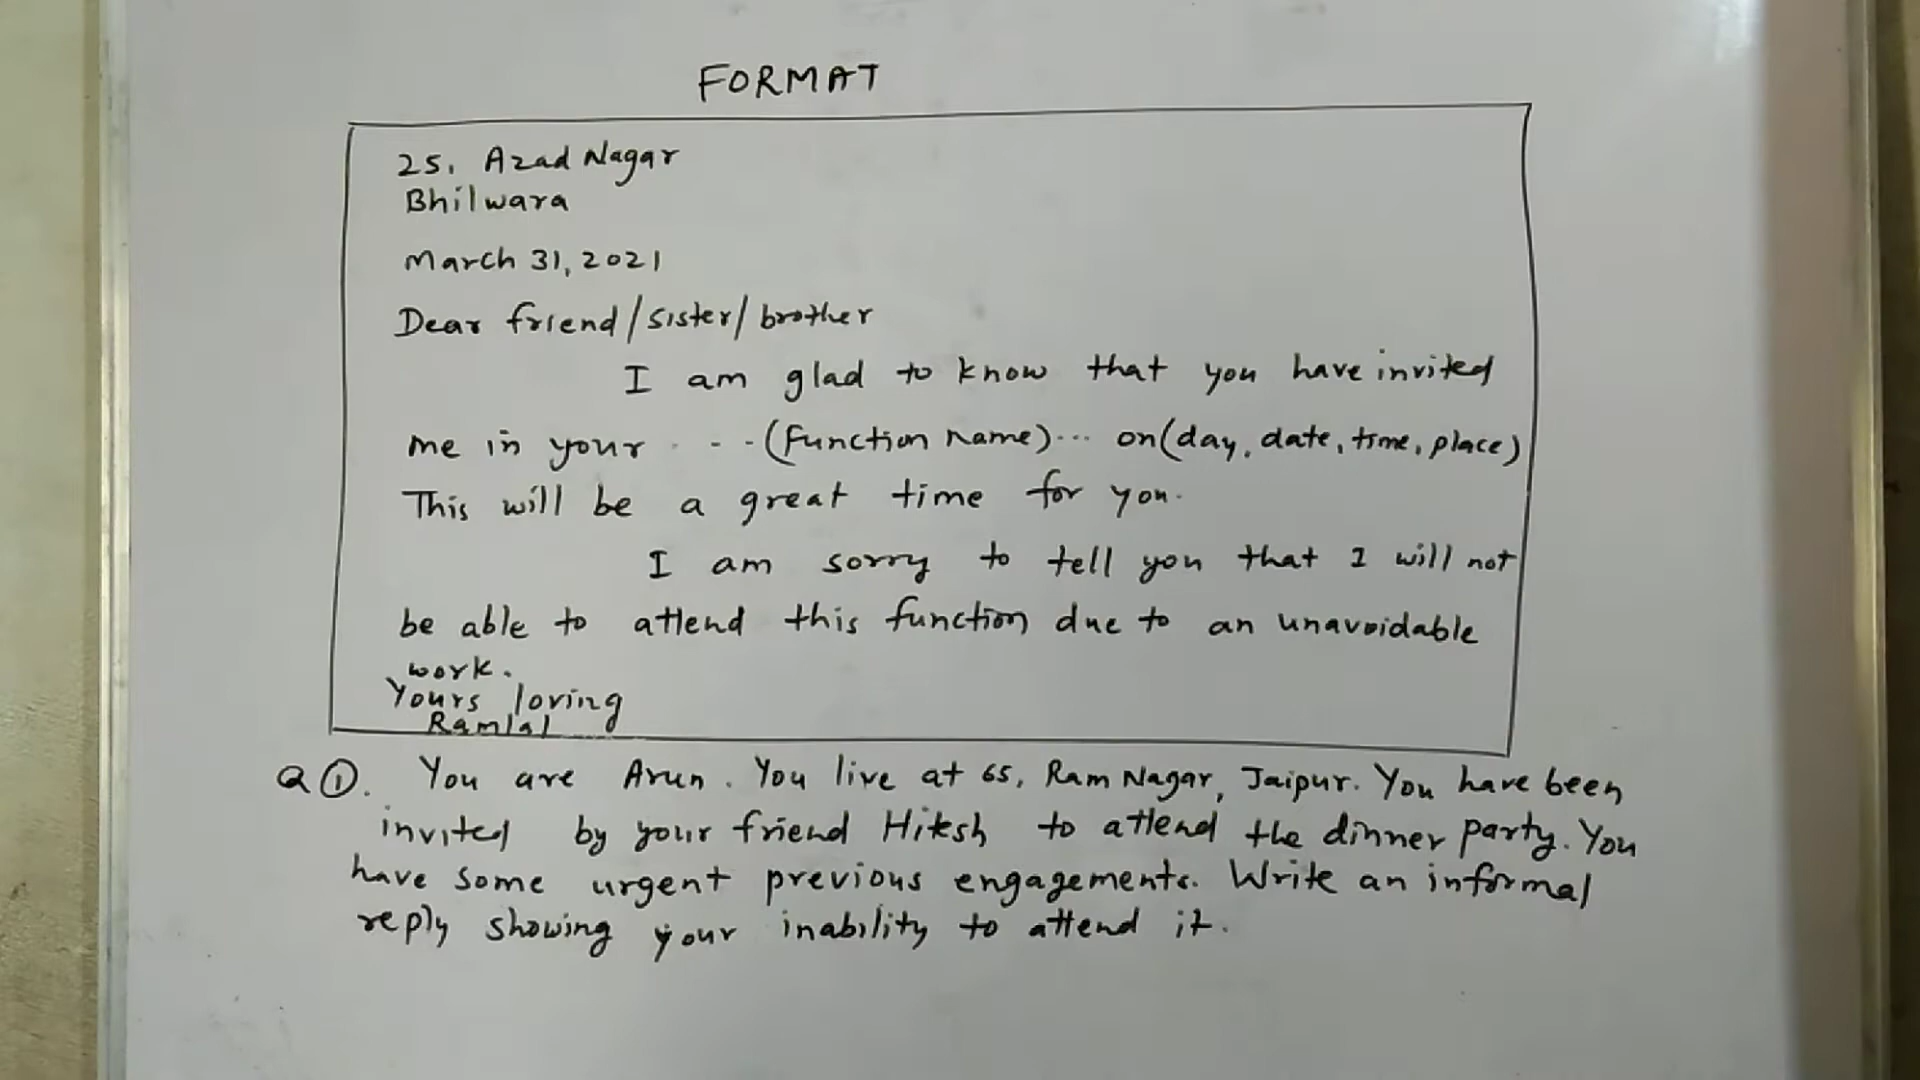 FORMAT
25, Azad Nagar
Bhilwara
March 31, 2021
Dear friend/sister/brother
I am glad to know that you have invited
me in your - - - (function name)... on (day, date, time, place)
This will be a great time for you.
I am sorry to tell you that I will not
be able to attend this function due to an unavoidable
work.
Yours loving
Ramlal
Q ①. You are Arun. You live at 65, Ram Nagar, Jaipur. You have been
invited by your friend Hitesh to attend the dinner party. You
have some urgent previous engagements. Write an informal
reply showing your inability to attend it.